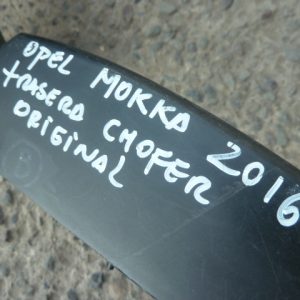 OPEL MOKKA 2016
trASErA CHOFER
ORIGINAL